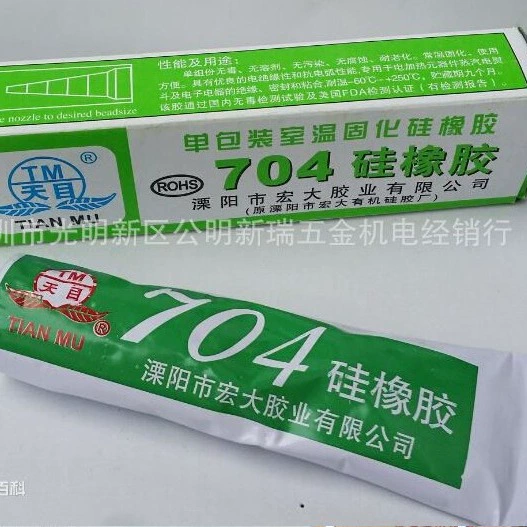 性能及用途:
单组份无毒、无溶剂、无污染、无腐蚀、耐老化。常温固化、使用
方便。具有优良的电绝缘性和抗电弧性能,专用于电加热元器件蒸汽电熨
斗及电子电器的绝缘、密封和粘合,耐温-60℃-+250℃,贮藏期九个月。
该胶通过国内无毒检测试及美国FDA检测认证(有检测报告)。
e nozzle to desired beadsize
单包装室温固化硅橡胶
TM
天目
®
TIAN MU
ROHS
704硅橡胶
溧阳市宏大胶业有限公司
(原溧阳市宏大有机硅胶厂)
圳市光明新区公明新瑞五金机电经销行
TM
天目
TIAN MU
®
704硅橡胶
溧阳市宏大胶业有限公司
百科